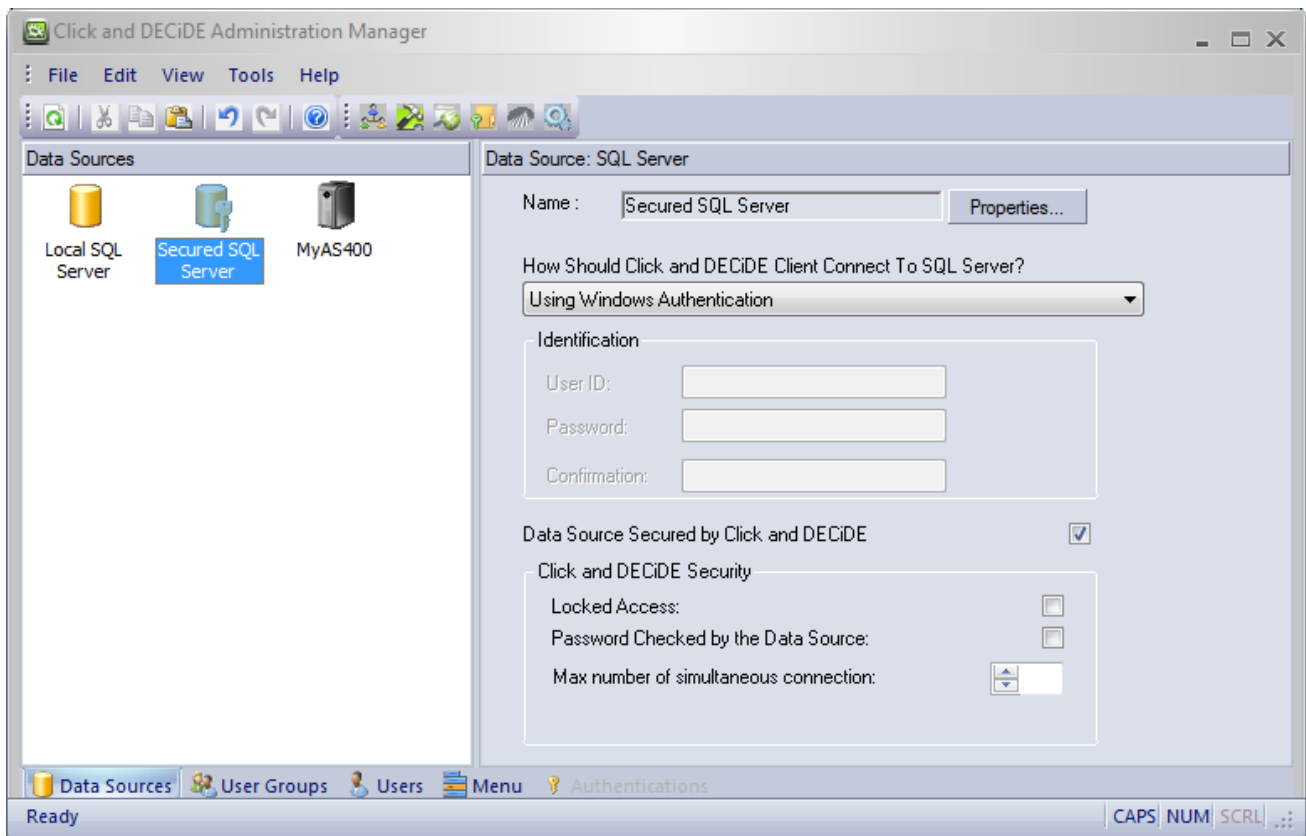 Click and DECiDE Administration Manager
File Edit View Tools Help
Data Sources
Data Source: SQL Server
Local SQL Server
Secured SQL Server
MyAS400
Name : Secured SQL Server Properties...
How Should Click and DECiDE Client Connect To SQL Server?
Using Windows Authentication
Identification
User ID:
Password:
Confirmation:
Data Source Secured by Click and DECiDE
Click and DECiDE Security
Locked Access:
Password Checked by the Data Source:
Max number of simultaneous connection:
Data Sources User Groups Users Menu Authentications
Ready CAPS NUM SCRL